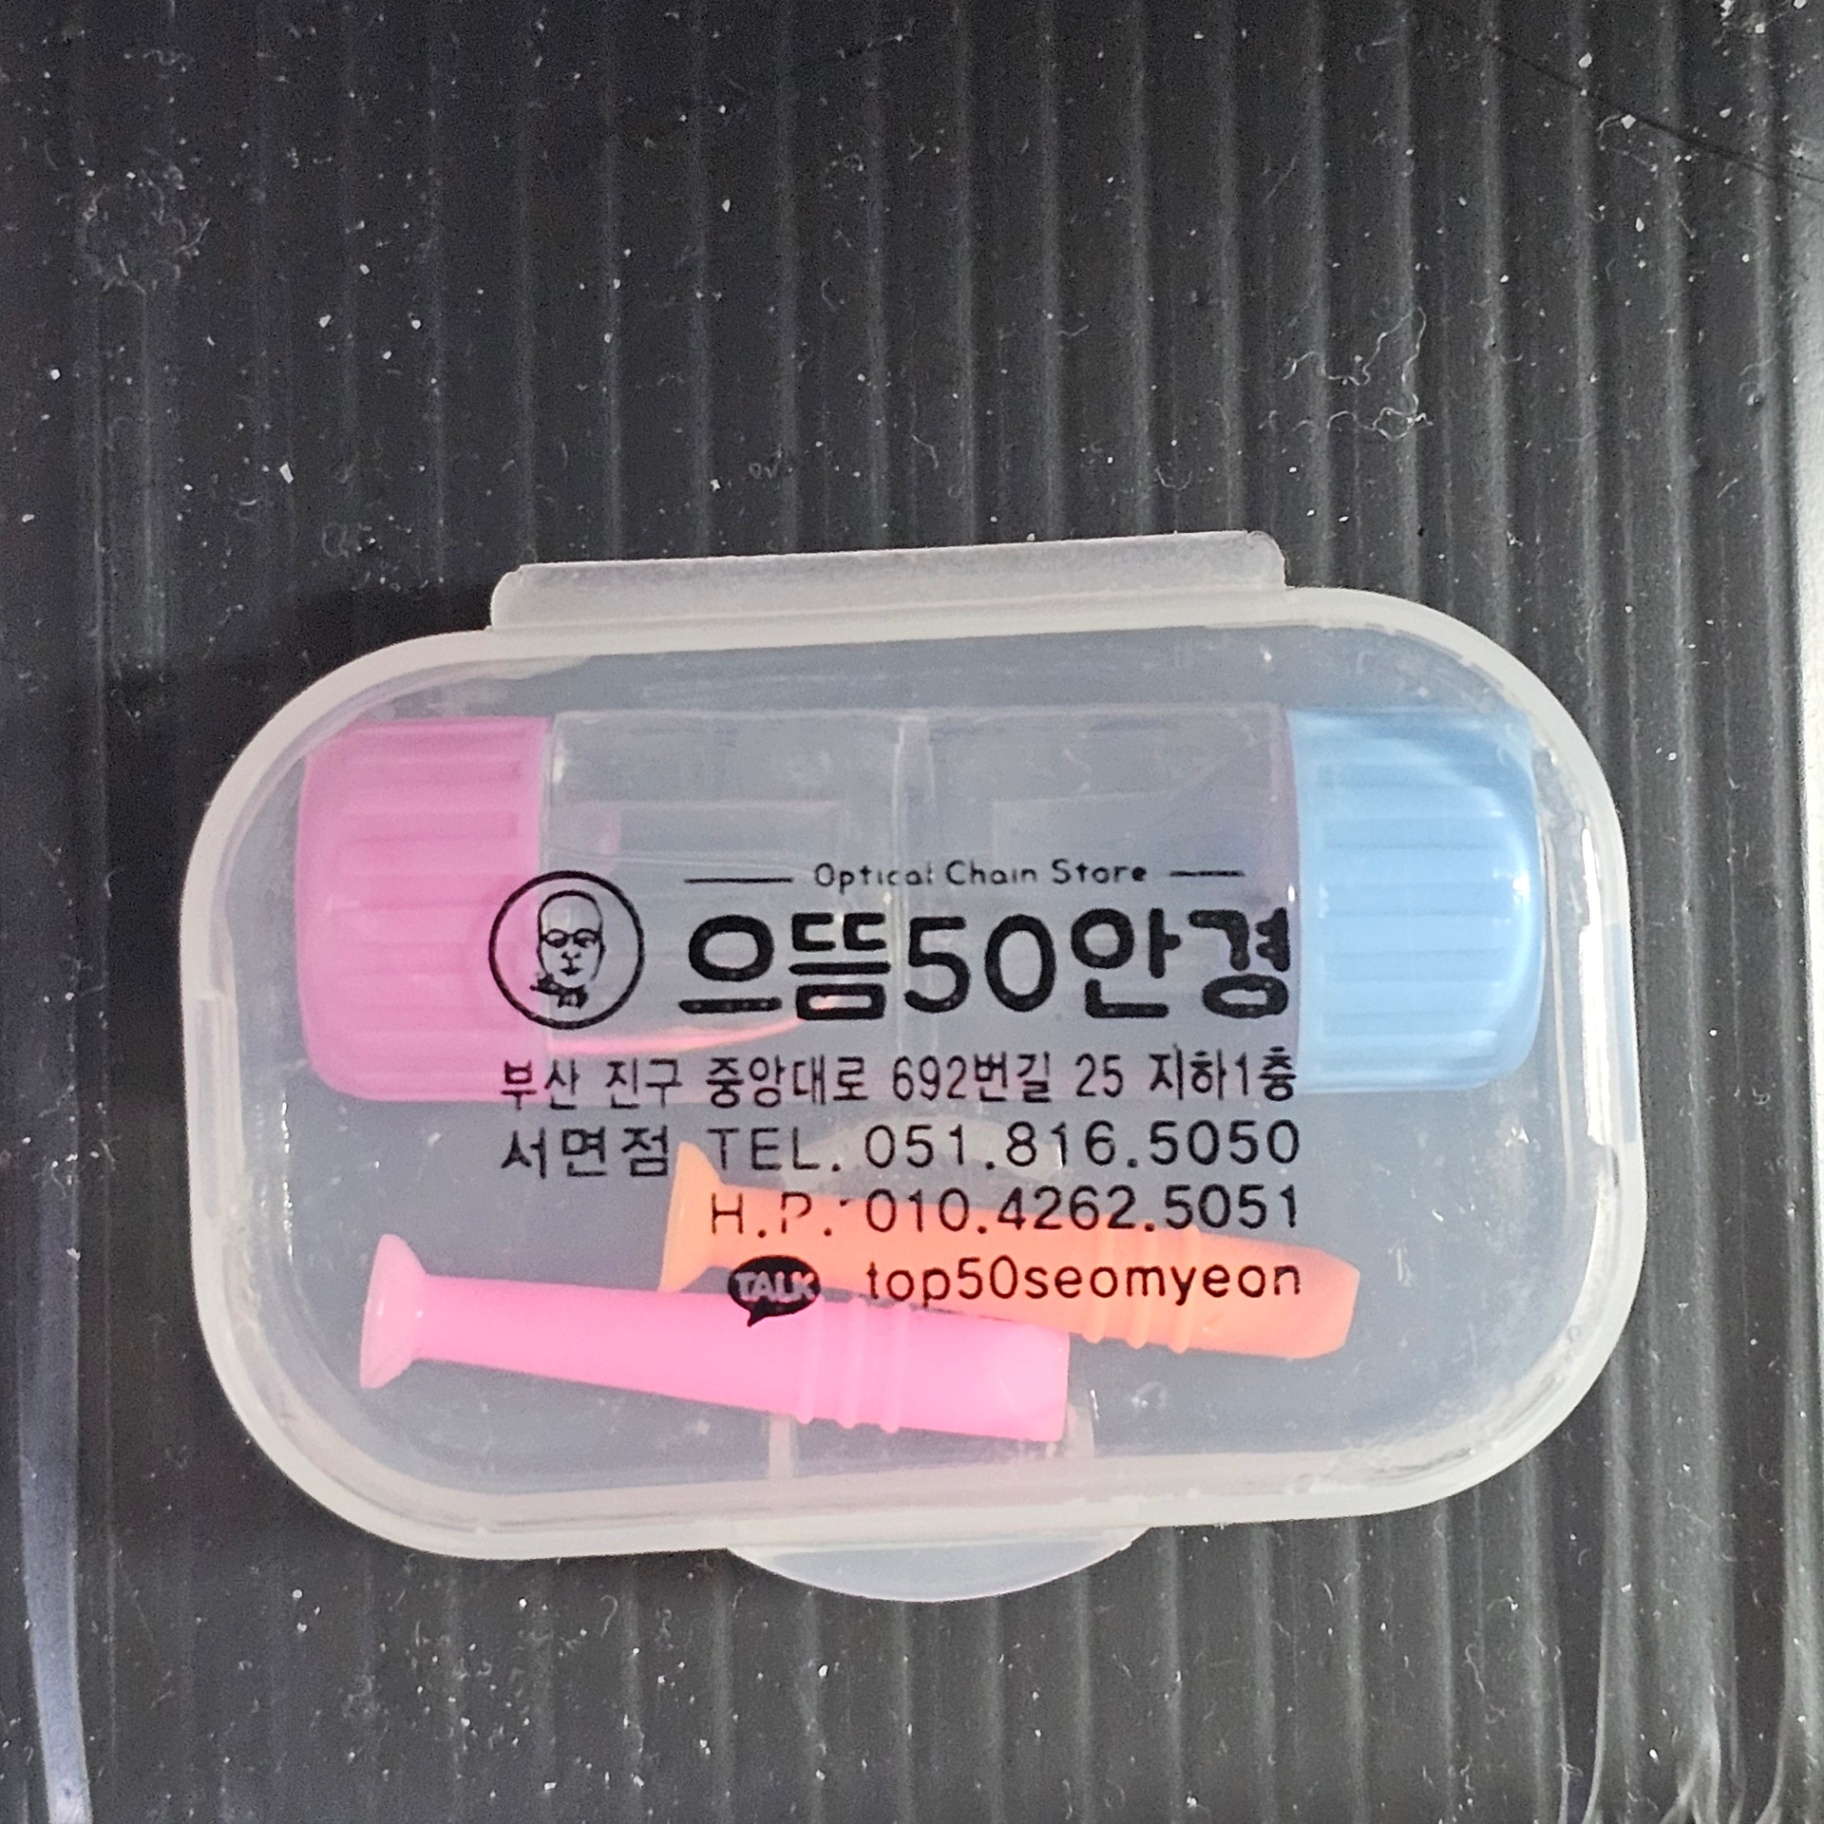 Optical Chain Store
으뜸50안경
부산 진구 중앙대로 692번길 25 지하1층
서면점 TEL. 051.816.5050
H.P. 010.4262.5051
TALK top50seomyeon